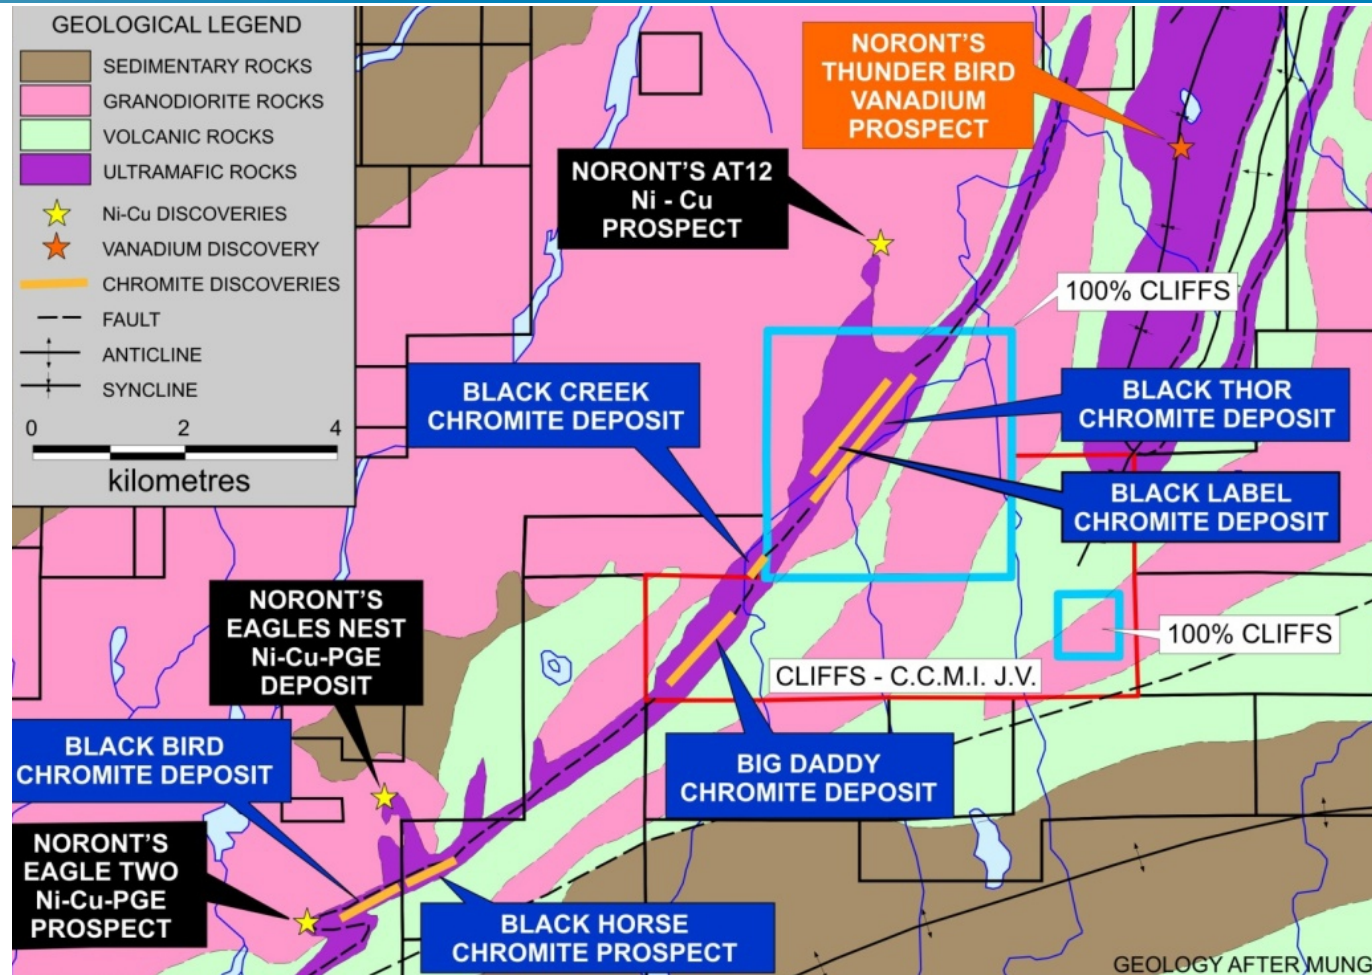 GEOLOGICAL LEGEND
SEDIMENTARY ROCKS
GRANODIORITE ROCKS
VOLCANIC ROCKS
ULTRAMAFIC ROCKS
Ni-Cu DISCOVERIES
VANADIUM DISCOVERY
CHROMITE DISCOVERIES
FAULT
ANTICLINE
SYNCLINE
0 2 4
kilometres
NORONT'S
THUNDER BIRD
VANADIUM
PROSPECT
NORONT'S AT12
Ni - Cu
PROSPECT
100% CLIFFS
BLACK CREEK
CHROMITE DEPOSIT
BLACK THOR
CHROMITE DEPOSIT
BLACK LABEL
CHROMITE DEPOSIT
NORONT'S
EAGLES NEST
Ni-Cu-PGE
DEPOSIT
100% CLIFFS
CLIFFS - C.C.M.I. J.V.
BLACK BIRD
CHROMITE DEPOSIT
BIG DADDY
CHROMITE DEPOSIT
NORONT'S
EAGLE TWO
Ni-Cu-PGE
PROSPECT
BLACK HORSE
CHROMITE PROSPECT
GEOLOGY AFTER MUNG